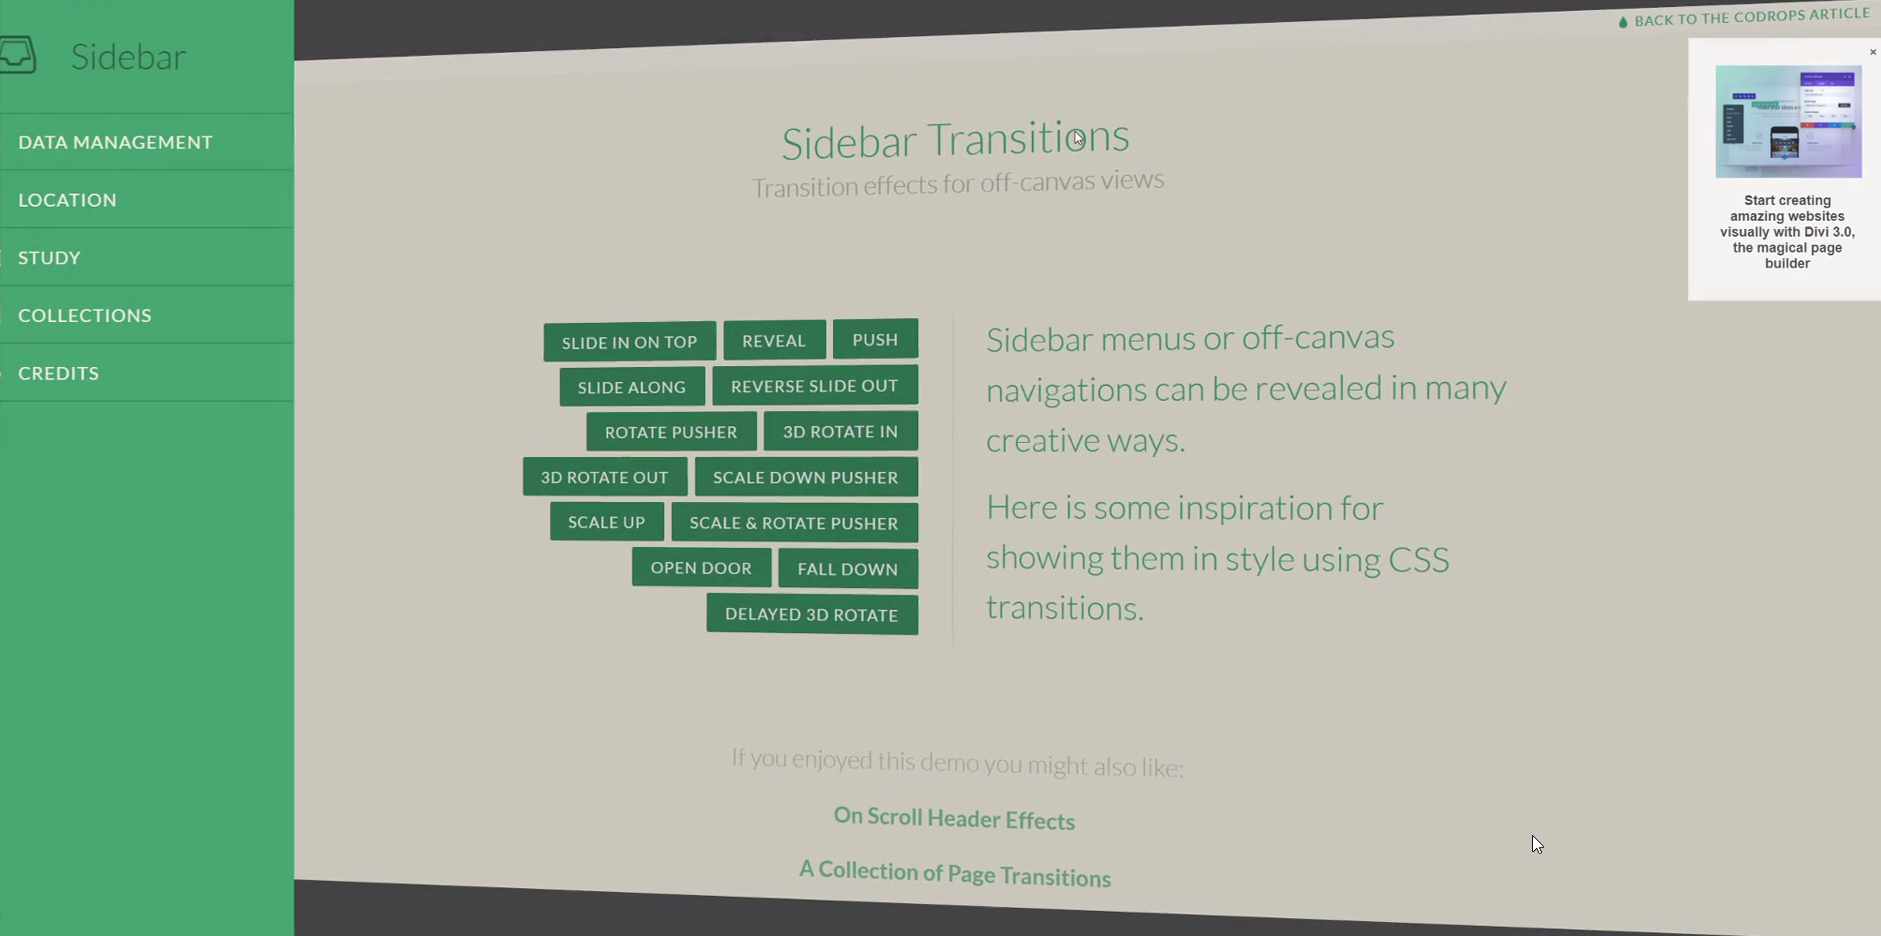 Sidebar
DATA MANAGEMENT
LOCATION
STUDY
COLLECTIONS
CREDITS
BACK TO THE CODROPS ARTICLE
Sidebar Transitions
Transition effects for off-canvas views
Start creating
amazing websites
visually with Divi 3.0,
the magical page
builder
SLIDE IN ON TOP REVEAL PUSH
SLIDE ALONG REVERSE SLIDE OUT
ROTATE PUSHER 3D ROTATE IN
3D ROTATE OUT SCALE DOWN PUSHER
SCALE UP SCALE & ROTATE PUSHER
OPEN DOOR FALL DOWN
DELAYED 3D ROTATE
Sidebar menus or off-canvas
navigations can be revealed in many
creative ways.
Here is some inspiration for
showing them in style using CSS
transitions.
If you enjoyed this demo you might also like:
On Scroll Header Effects
A Collection of Page Transitions